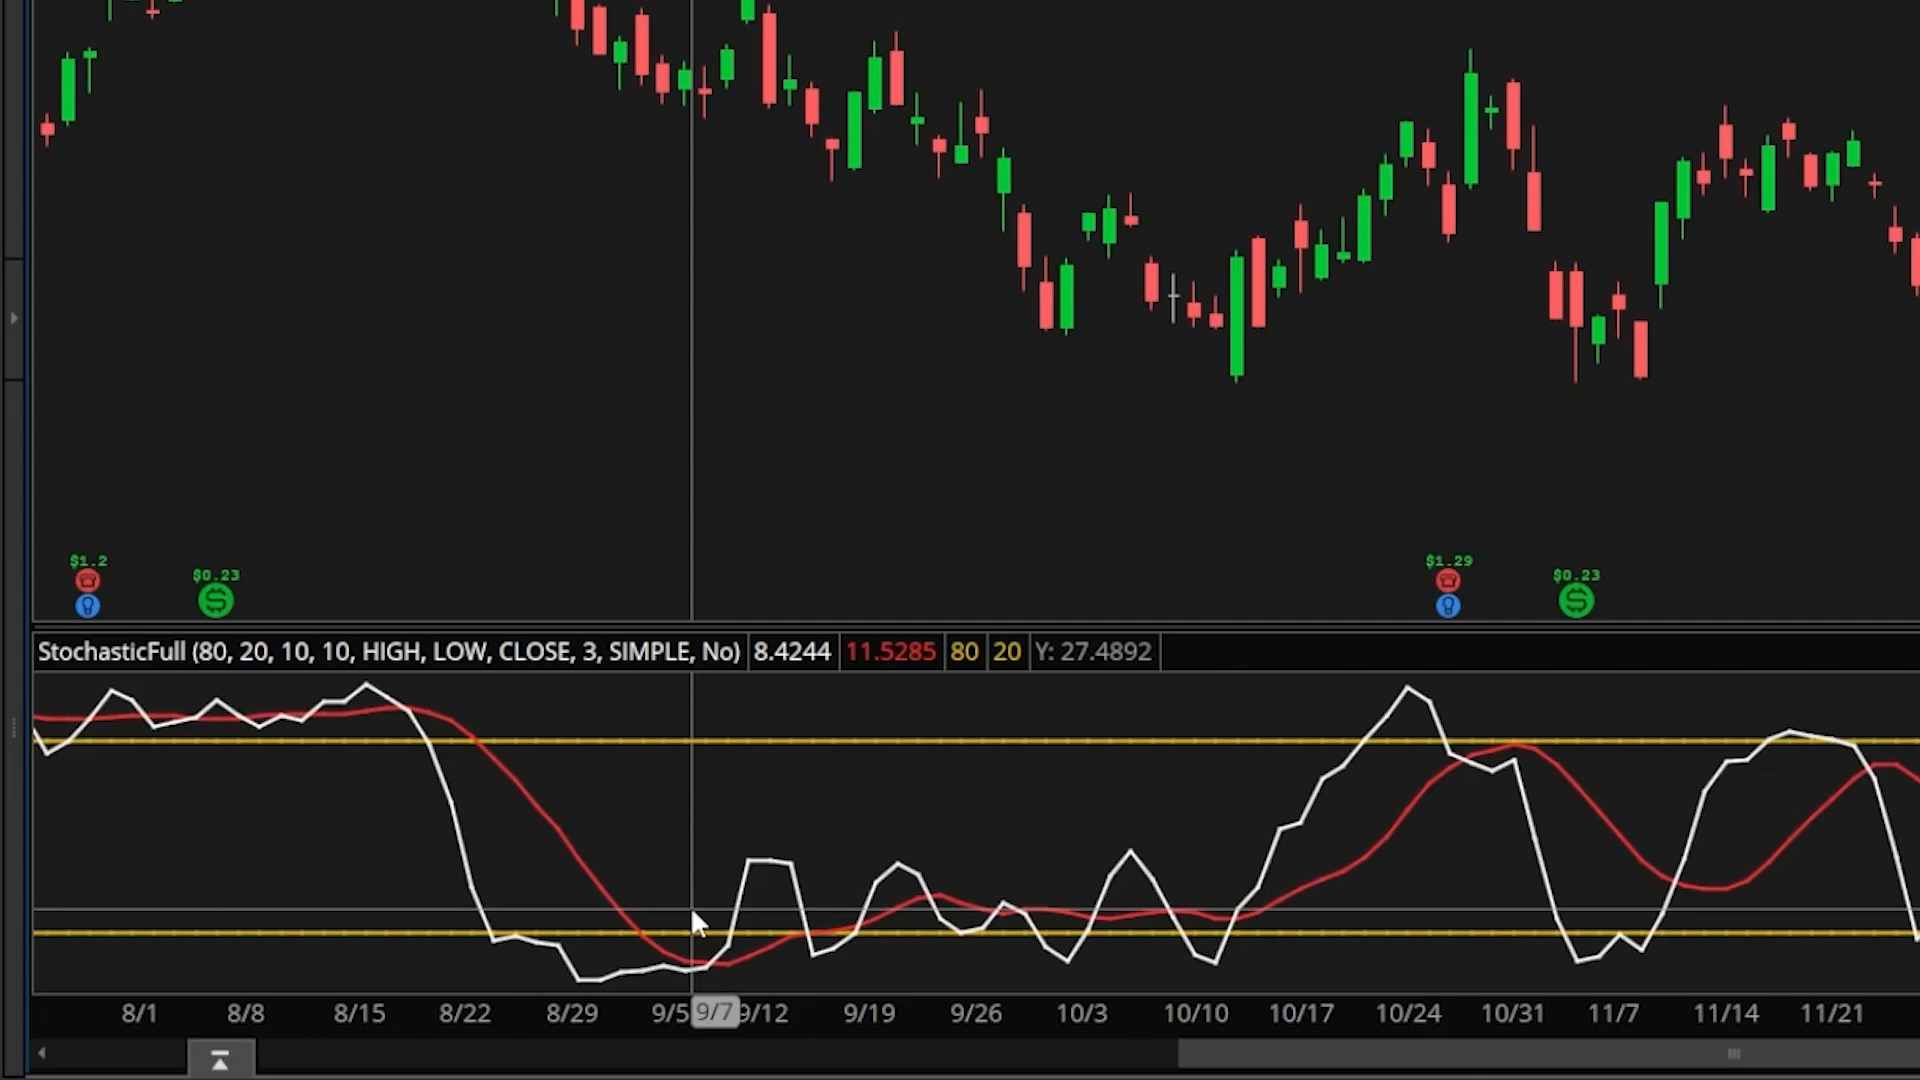 $1.2
$0.23
$1.29
$0.23
StochasticFull (80, 20, 10, 10, HIGH, LOW, CLOSE, 3, SIMPLE, No) 8.4244 11.5285 80 20 Y: 27.4892
8/1 8/8 8/15 8/22 8/29 9/5 9/7 9/12 9/19 9/26 10/3 10/10 10/17 10/24 10/31 11/7 11/14 11/21